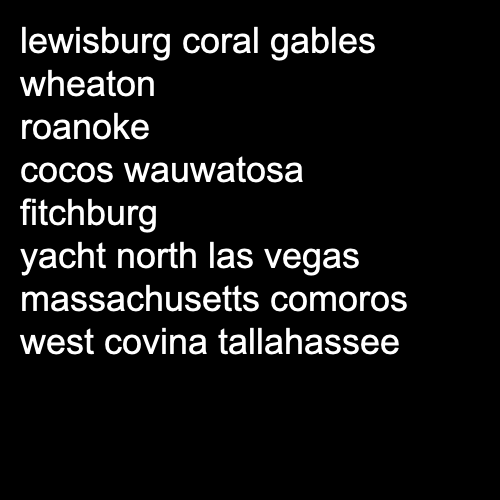 lewisburg coral gables
wheaton
roanoke
cocos wauwatosa
fitchburg
yacht north las vegas
massachusetts comoros
west covina tallahassee